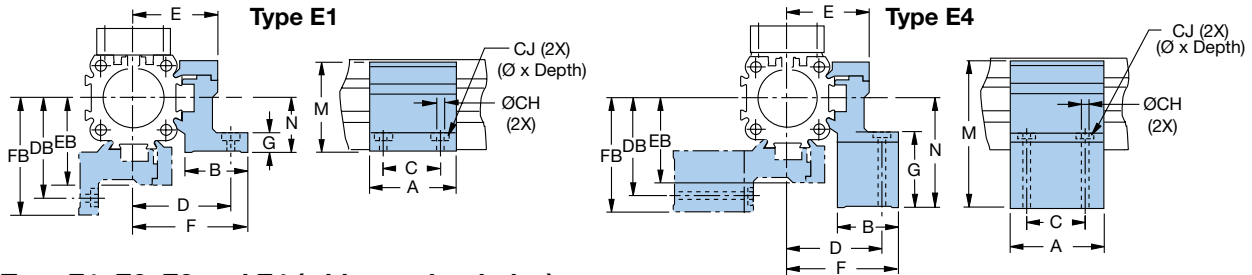 E
Type E1
CJ (2X)
(Ø x Depth)
M
ØCH
(2X)
N
G
FB
DB
EB
B
C
A
D
F
E
Type E4
CJ (2X)
(Ø x Depth)
M
ØCH
(2X)
N
G
FB
DB
EB
B
C
A
D
F